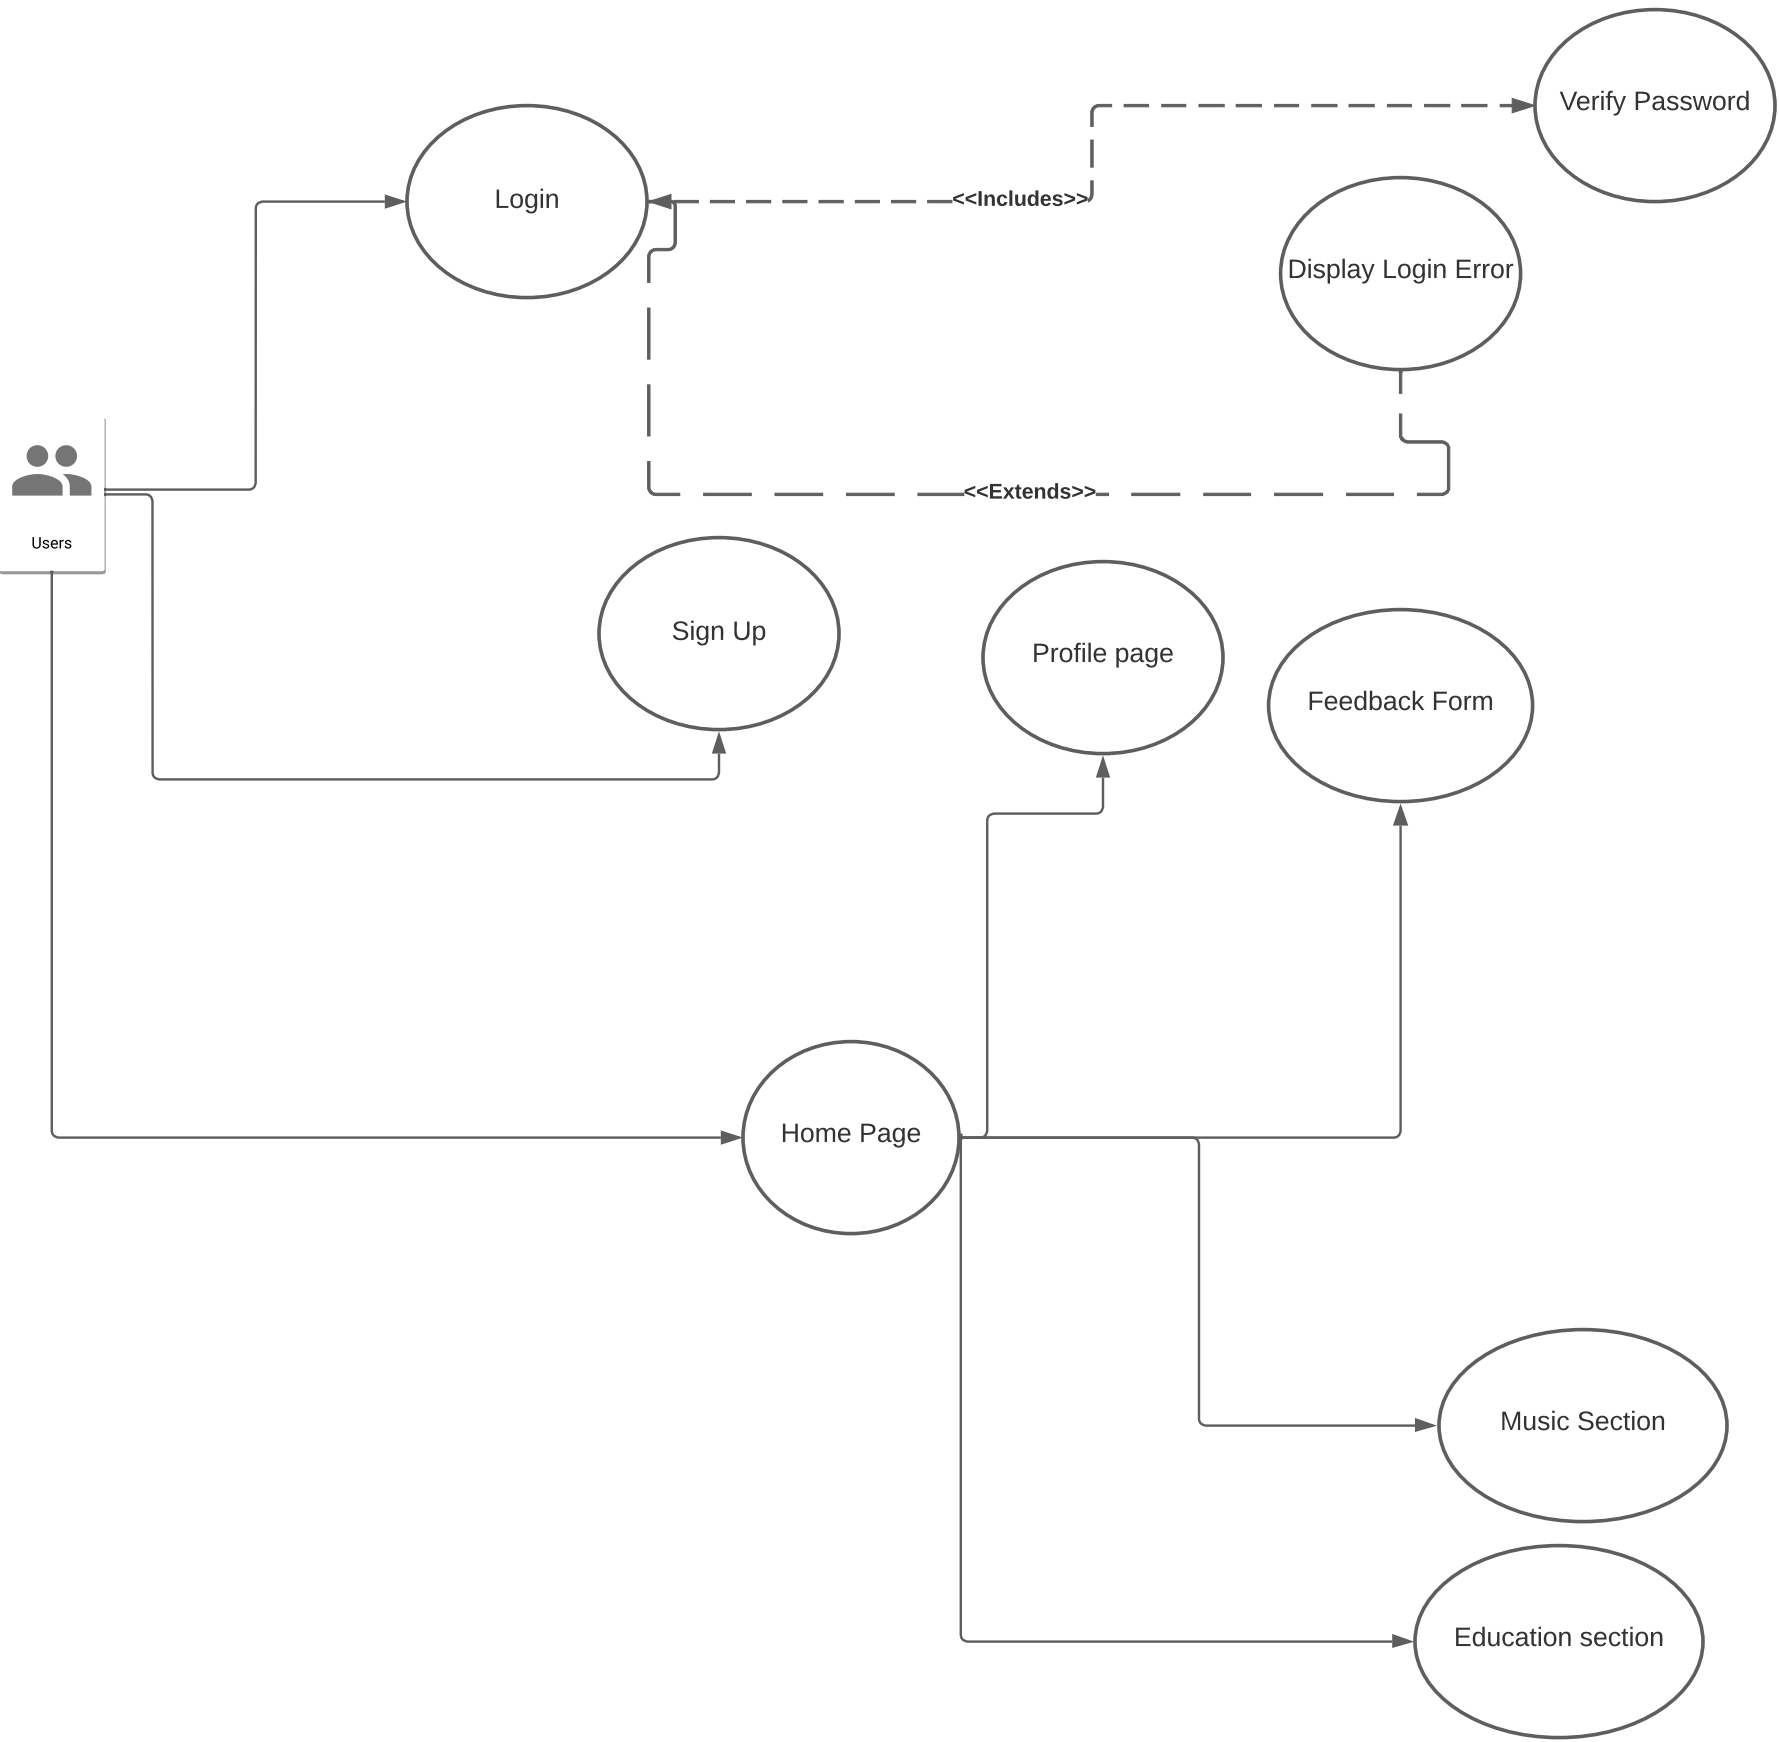 Verify Password
Login
<<Includes>>
Display Login Error
<<Extends>>
Users
Sign Up
Profile page
Feedback Form
Home Page
Music Section
Education section